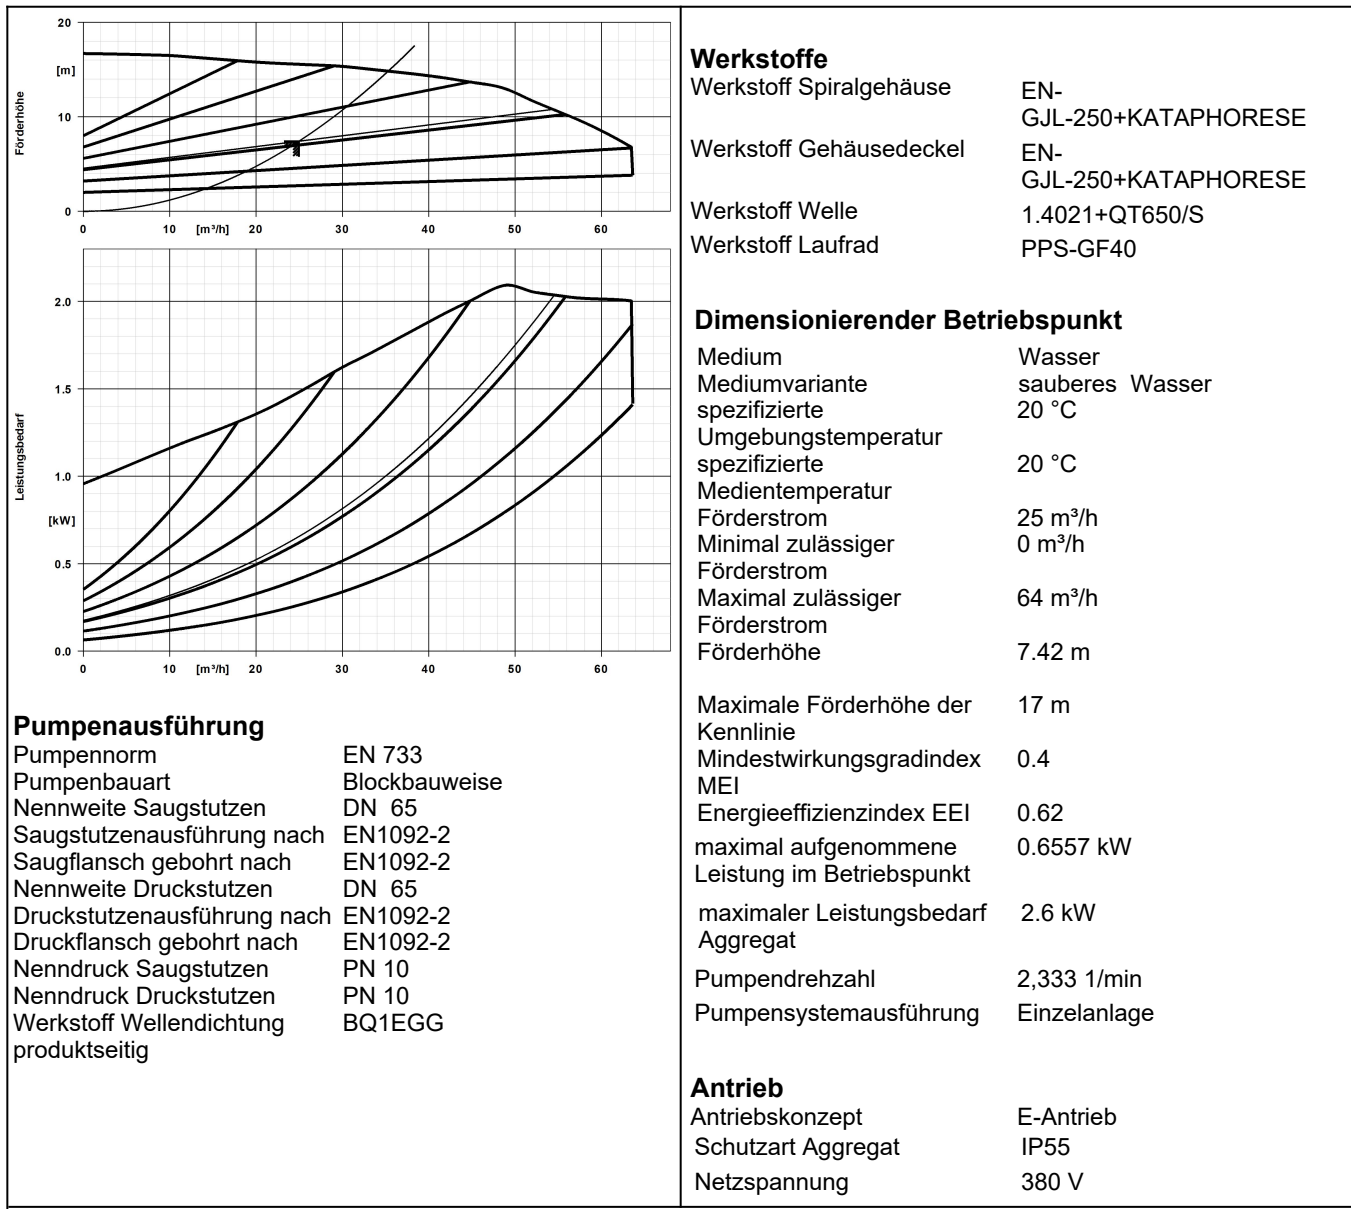 20
[m]
10
0
Förderhöhe
0 10 [m³/h] 20 30 40 50 60
2.0
1.5
1.0
[kW]
0.5
0.0
Leistungsbedarf
0 10 [m³/h] 20 30 40 50 60
Pumpenausführung
Pumpennorm EN 733
Pumpenbauart Blockbauweise
Nennweite Saugstutzen DN 65
Saugstutzenausführung nach EN1092-2
Saugflansch gebohrt nach EN1092-2
Nennweite Druckstutzen DN 65
Druckstutzenausführung nach EN1092-2
Druckflansch gebohrt nach EN1092-2
Nenndruck Saugstutzen PN 10
Nenndruck Druckstutzen PN 10
Werkstoff Wellendichtung BQ1EGG
produktseitig
Werkstoffe
Werkstoff Spiralgehäuse EN-
GJL-250+KATAPHORESE
Werkstoff Gehäusedeckel EN-
GJL-250+KATAPHORESE
Werkstoff Welle 1.4021+QT650/S
Werkstoff Laufrad PPS-GF40
Dimensionierender Betriebspunkt
Medium Wasser
Mediumvariante sauberes Wasser
spezifizierte 20 °C
Umgebungstemperatur
spezifizierte 20 °C
Medientemperatur
Förderstrom 25 m³/h
Minimal zulässiger 0 m³/h
Förderstrom
Maximal zulässiger 64 m³/h
Förderstrom
Förderhöhe 7.42 m
Maximale Förderhöhe der 17 m
Kennlinie
Mindestwirkungsgradindex 0.4
MEI
Energieeffizienzindex EEI 0.62
maximal aufgenommene 0.6557 kW
Leistung im Betriebspunkt
maximaler Leistungsbedarf 2.6 kW
Aggregat
Pumpendrehzahl 2,333 1/min
Pumpensystemausführung Einzelanlage
Antrieb
Antriebskonzept E-Antrieb
Schutzart Aggregat IP55
Netzspannung 380 V